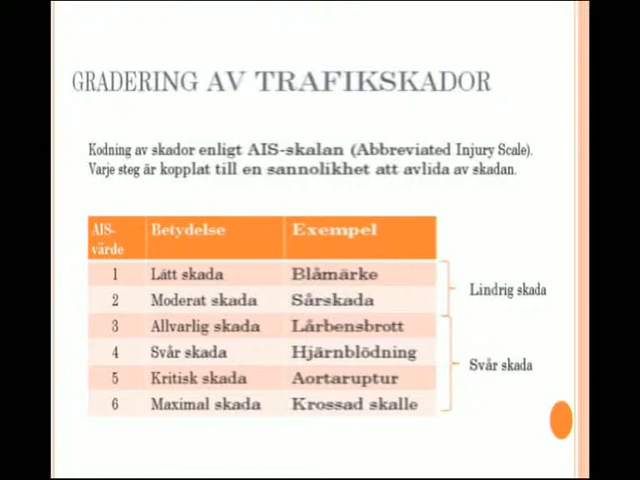 GRADERING AV TRAFIKSKADOR
Kodning av skador enligt AIS-skalan (Abbreviated Injury Scale).
Varje steg är kopplat till en sannolikhet att avlida av skadan.
AIS-värde Betydelse Exempel
1 Lätt skada Blåmärke
2 Moderat skada Sårskada
3 Allvarlig skada Lårbensbrott
4 Svår skada Hjärnblödning
5 Kritisk skada Aortaruptur
6 Maximal skada Krossad skalle
Lindrig skada
Svår skada